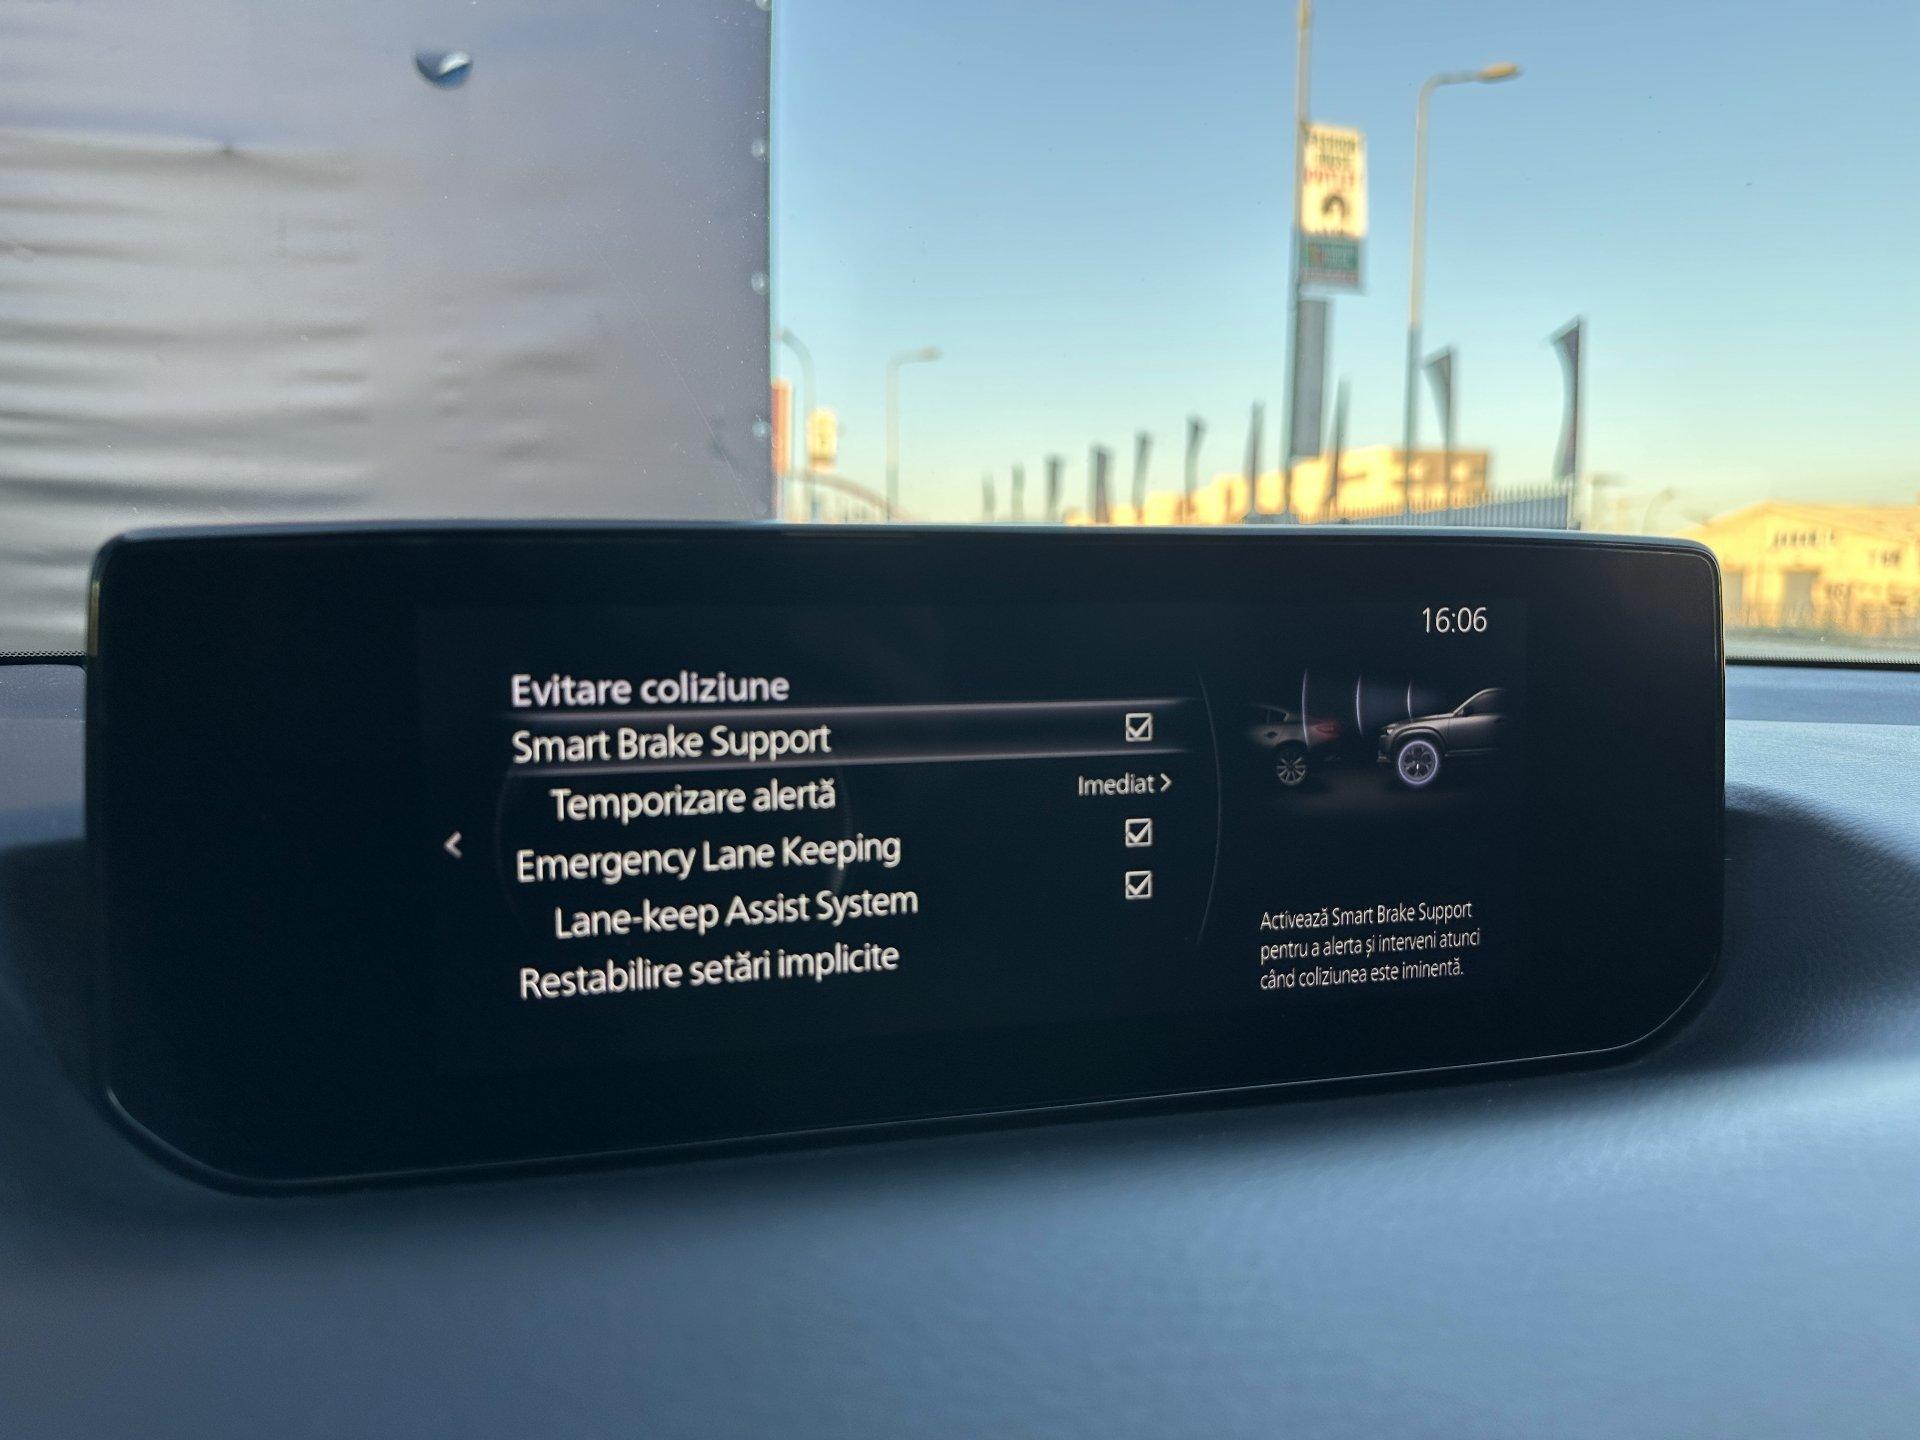 16:06
Evitare coliziune
Smart Brake Support
Temporizare alertă
Imediat >
Emergency Lane Keeping
Lane-keep Assist System
Restabilire setări implicite
Activează Smart Brake Support
pentru a alerta și interveni atunci
când coliziunea este iminentă.